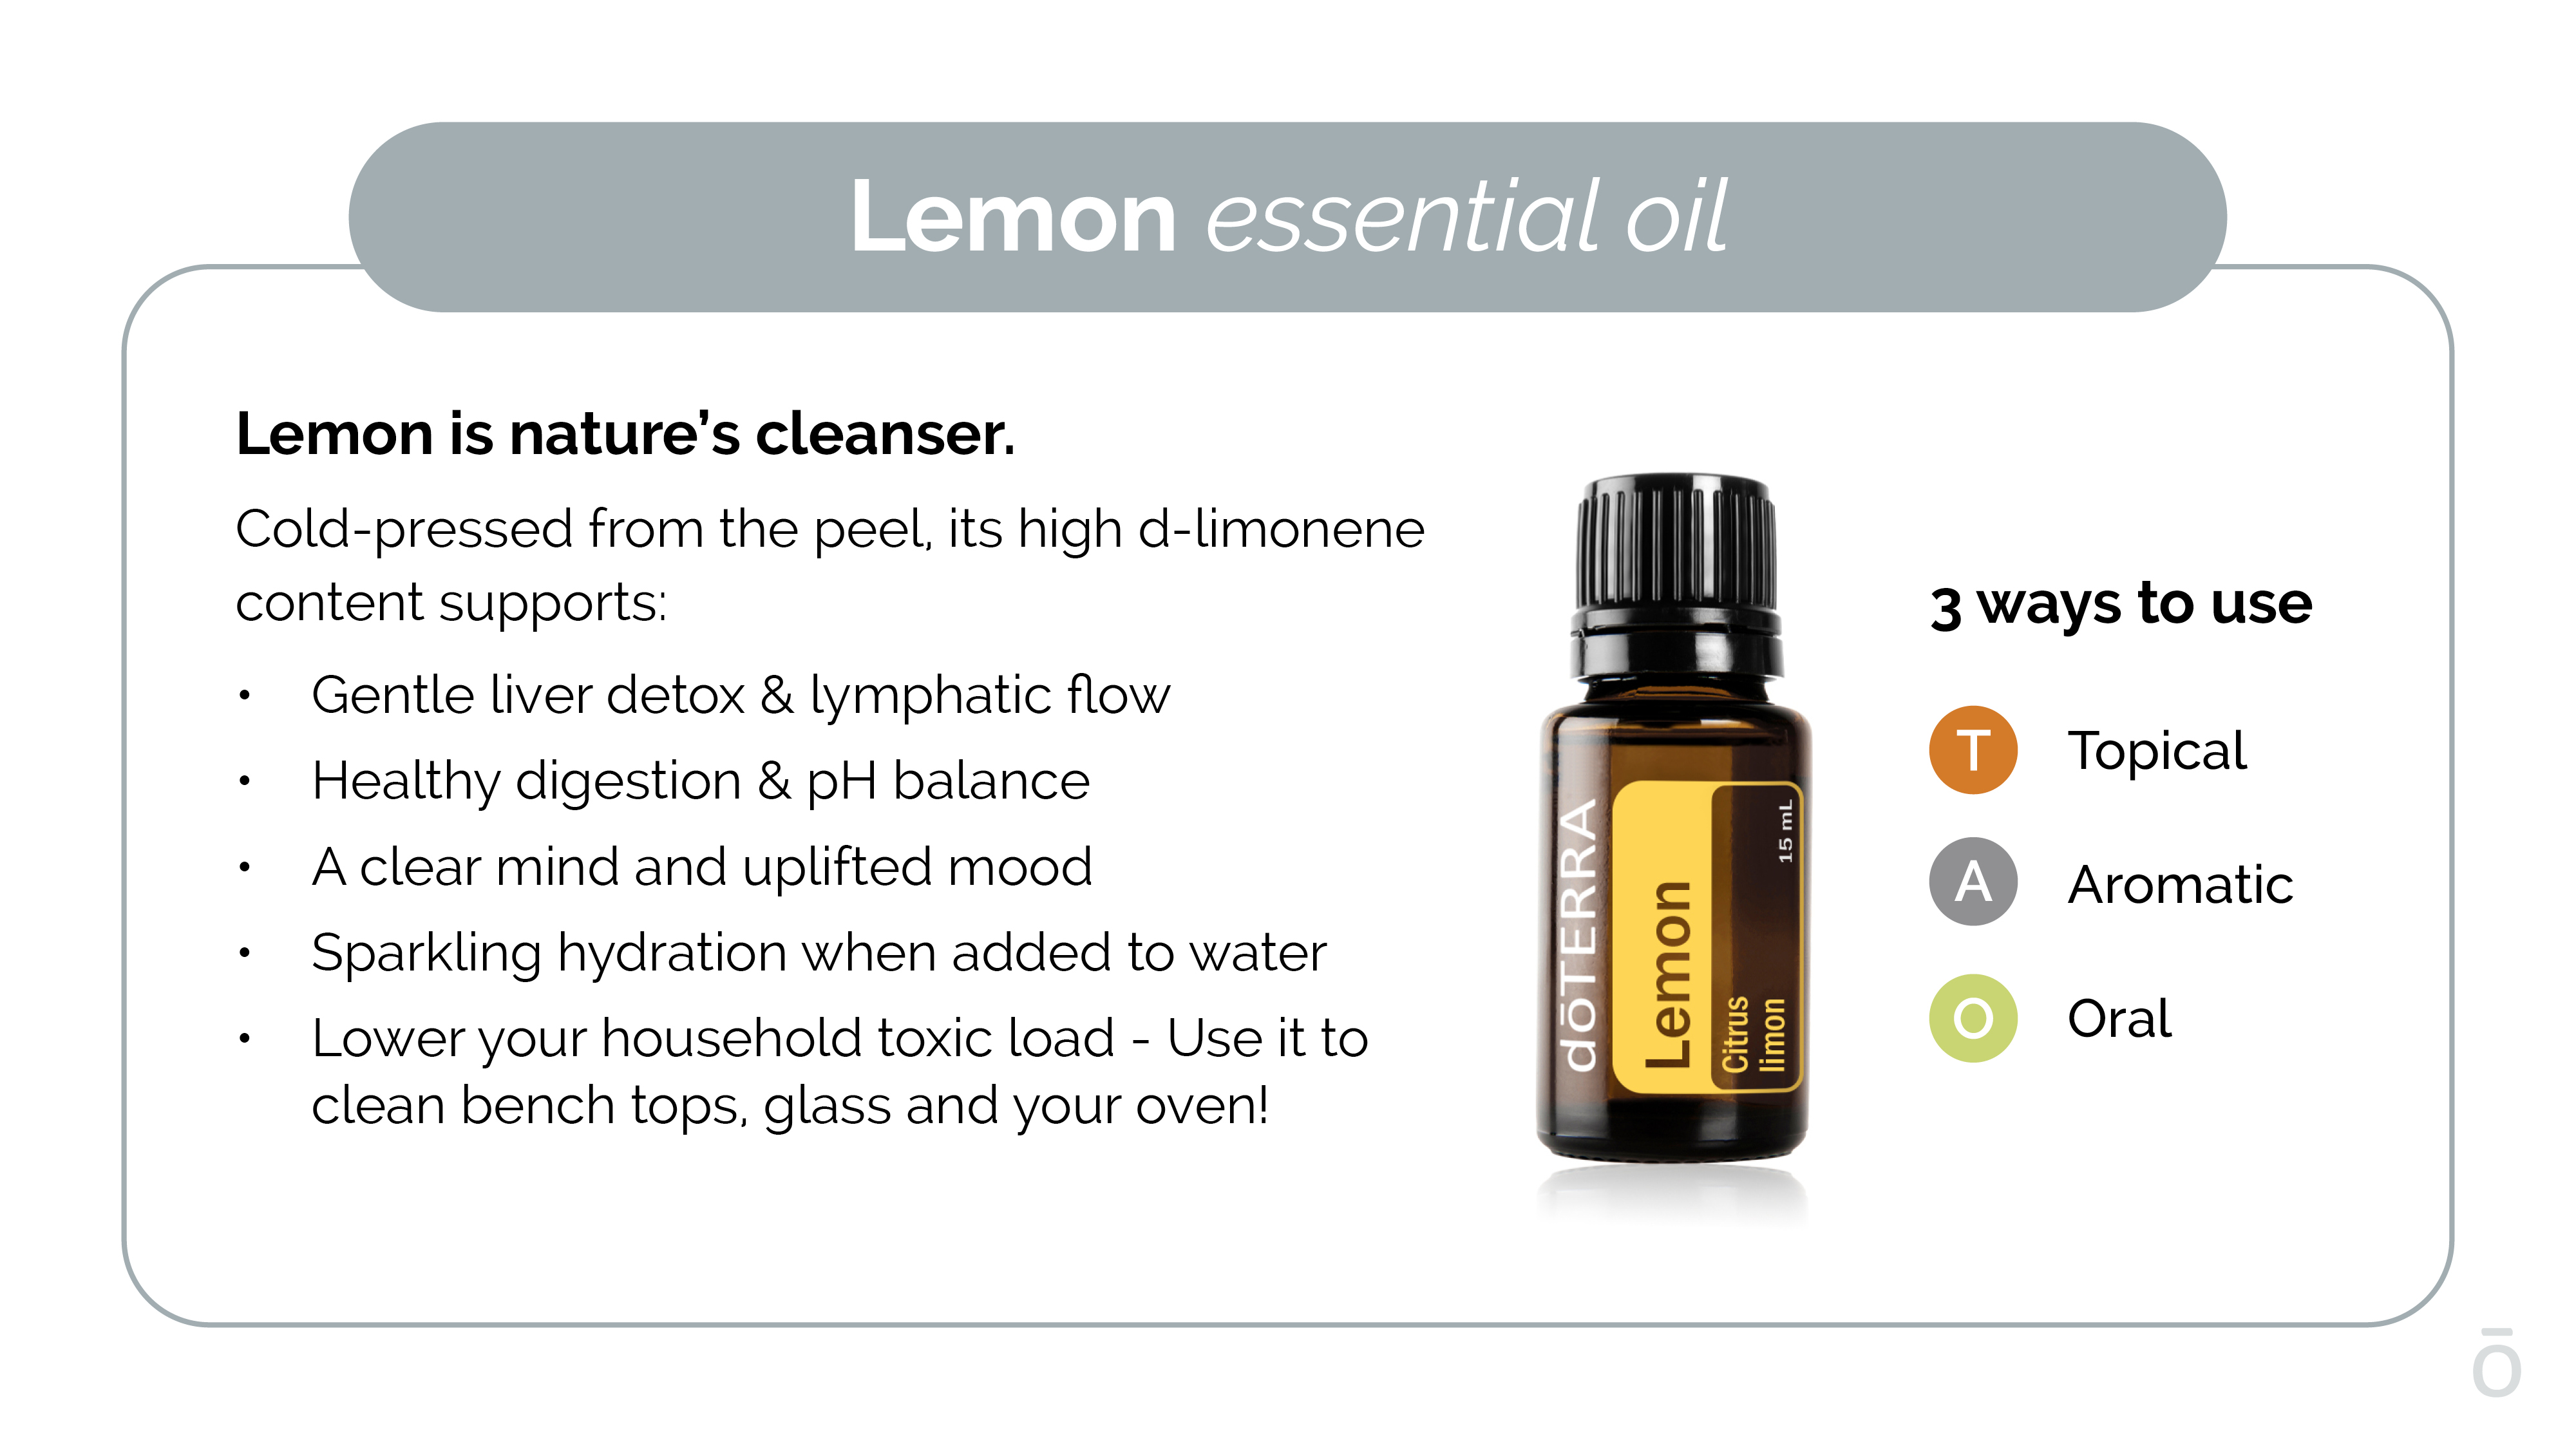 Lemon essential oil
Lemon is nature’s cleanser.
Cold-pressed from the peel, its high d-limonene
content supports:
• Gentle liver detox & lymphatic flow
• Healthy digestion & pH balance
• A clear mind and uplifted mood
• Sparkling hydration when added to water
• Lower your household toxic load - Use it to
clean bench tops, glass and your oven!
dōTERRA
Lemon
Citrus
limon
15 mL
3 ways to use
T Topical
A Aromatic
O Oral
ō